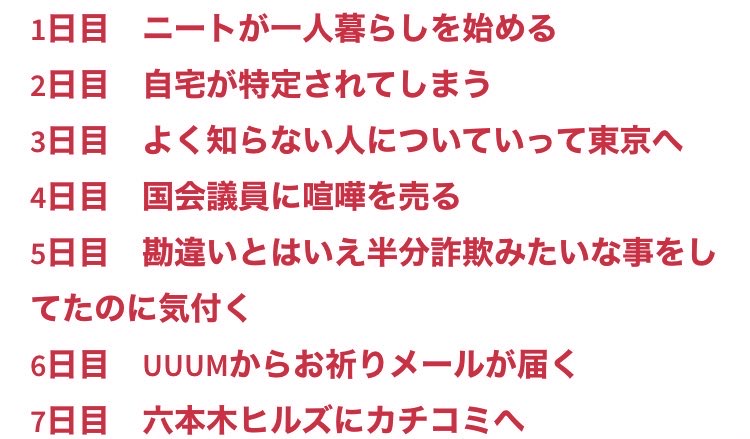 1日目　ニートが一人暮らしを始める
2日目　自宅が特定されてしまう
3日目　よく知らない人についていって東京へ
4日目　国会議員に喧嘩を売る
5日目　勘違いとはいえ半分詐欺みたいな事をし
てたのに気付く
6日目　UUUMからお祈りメールが届く
7日目　六本木ヒルズにカチコミへ